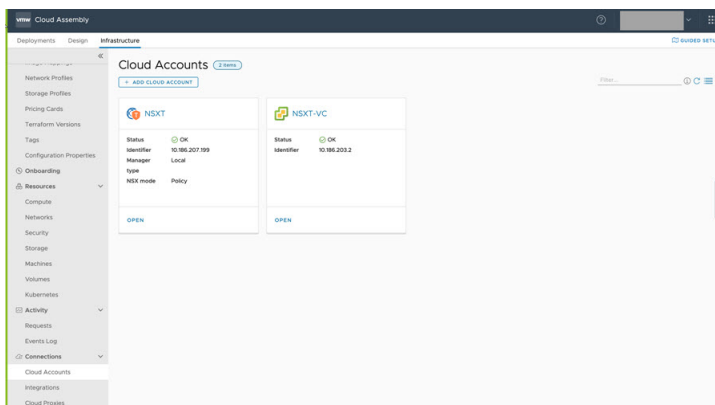 vmw Cloud Assembly
Deployments Design Infrastructure GUIDED SETU
Network Profiles
Storage Profiles
Pricing Cards
Terraform Versions
Tags
Configuration Properties
Onboarding
Resources
Compute
Networks
Security
Storage
Machines
Volumes
Kubernetes
Activity
Requests
Events Log
Connections
Cloud Accounts
Integrations
Cloud Proxies
Cloud Accounts 2 items
+ ADD CLOUD ACCOUNT
Filter...
NSXT
Status OK
Identifier 10.186.207.199
Manager type Local
NSX mode Policy
OPEN
NSXT-VC
Status OK
Identifier 10.186.203.2
OPEN